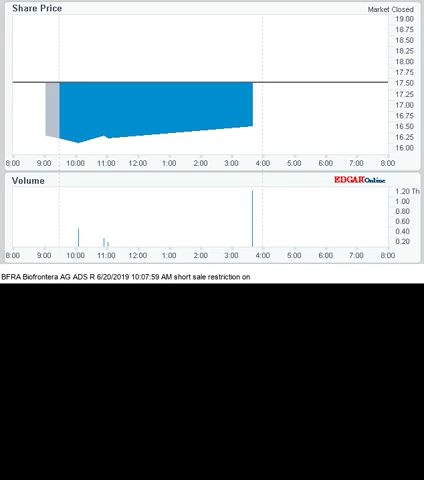 Share Price
Market Closed
19.00
18.75
18.50
18.25
18.00
17.75
17.50
17.25
17.00
16.75
16.50
16.25
16.00
8:00 9:00 10:00 11:00 12:00 1:00 2:00 3:00 4:00 5:00 6:00 7:00 8:00
Volume
EDGAROnline
1.20 Th
1.00
0.80
0.60
0.40
0.20
8:00 9:00 10:00 11:00 12:00 1:00 2:00 3:00 4:00 5:00 6:00 7:00 8:00
BFRA Biofrontera AG ADS R 6/20/2019 10:07:59 AM short sale restriction on